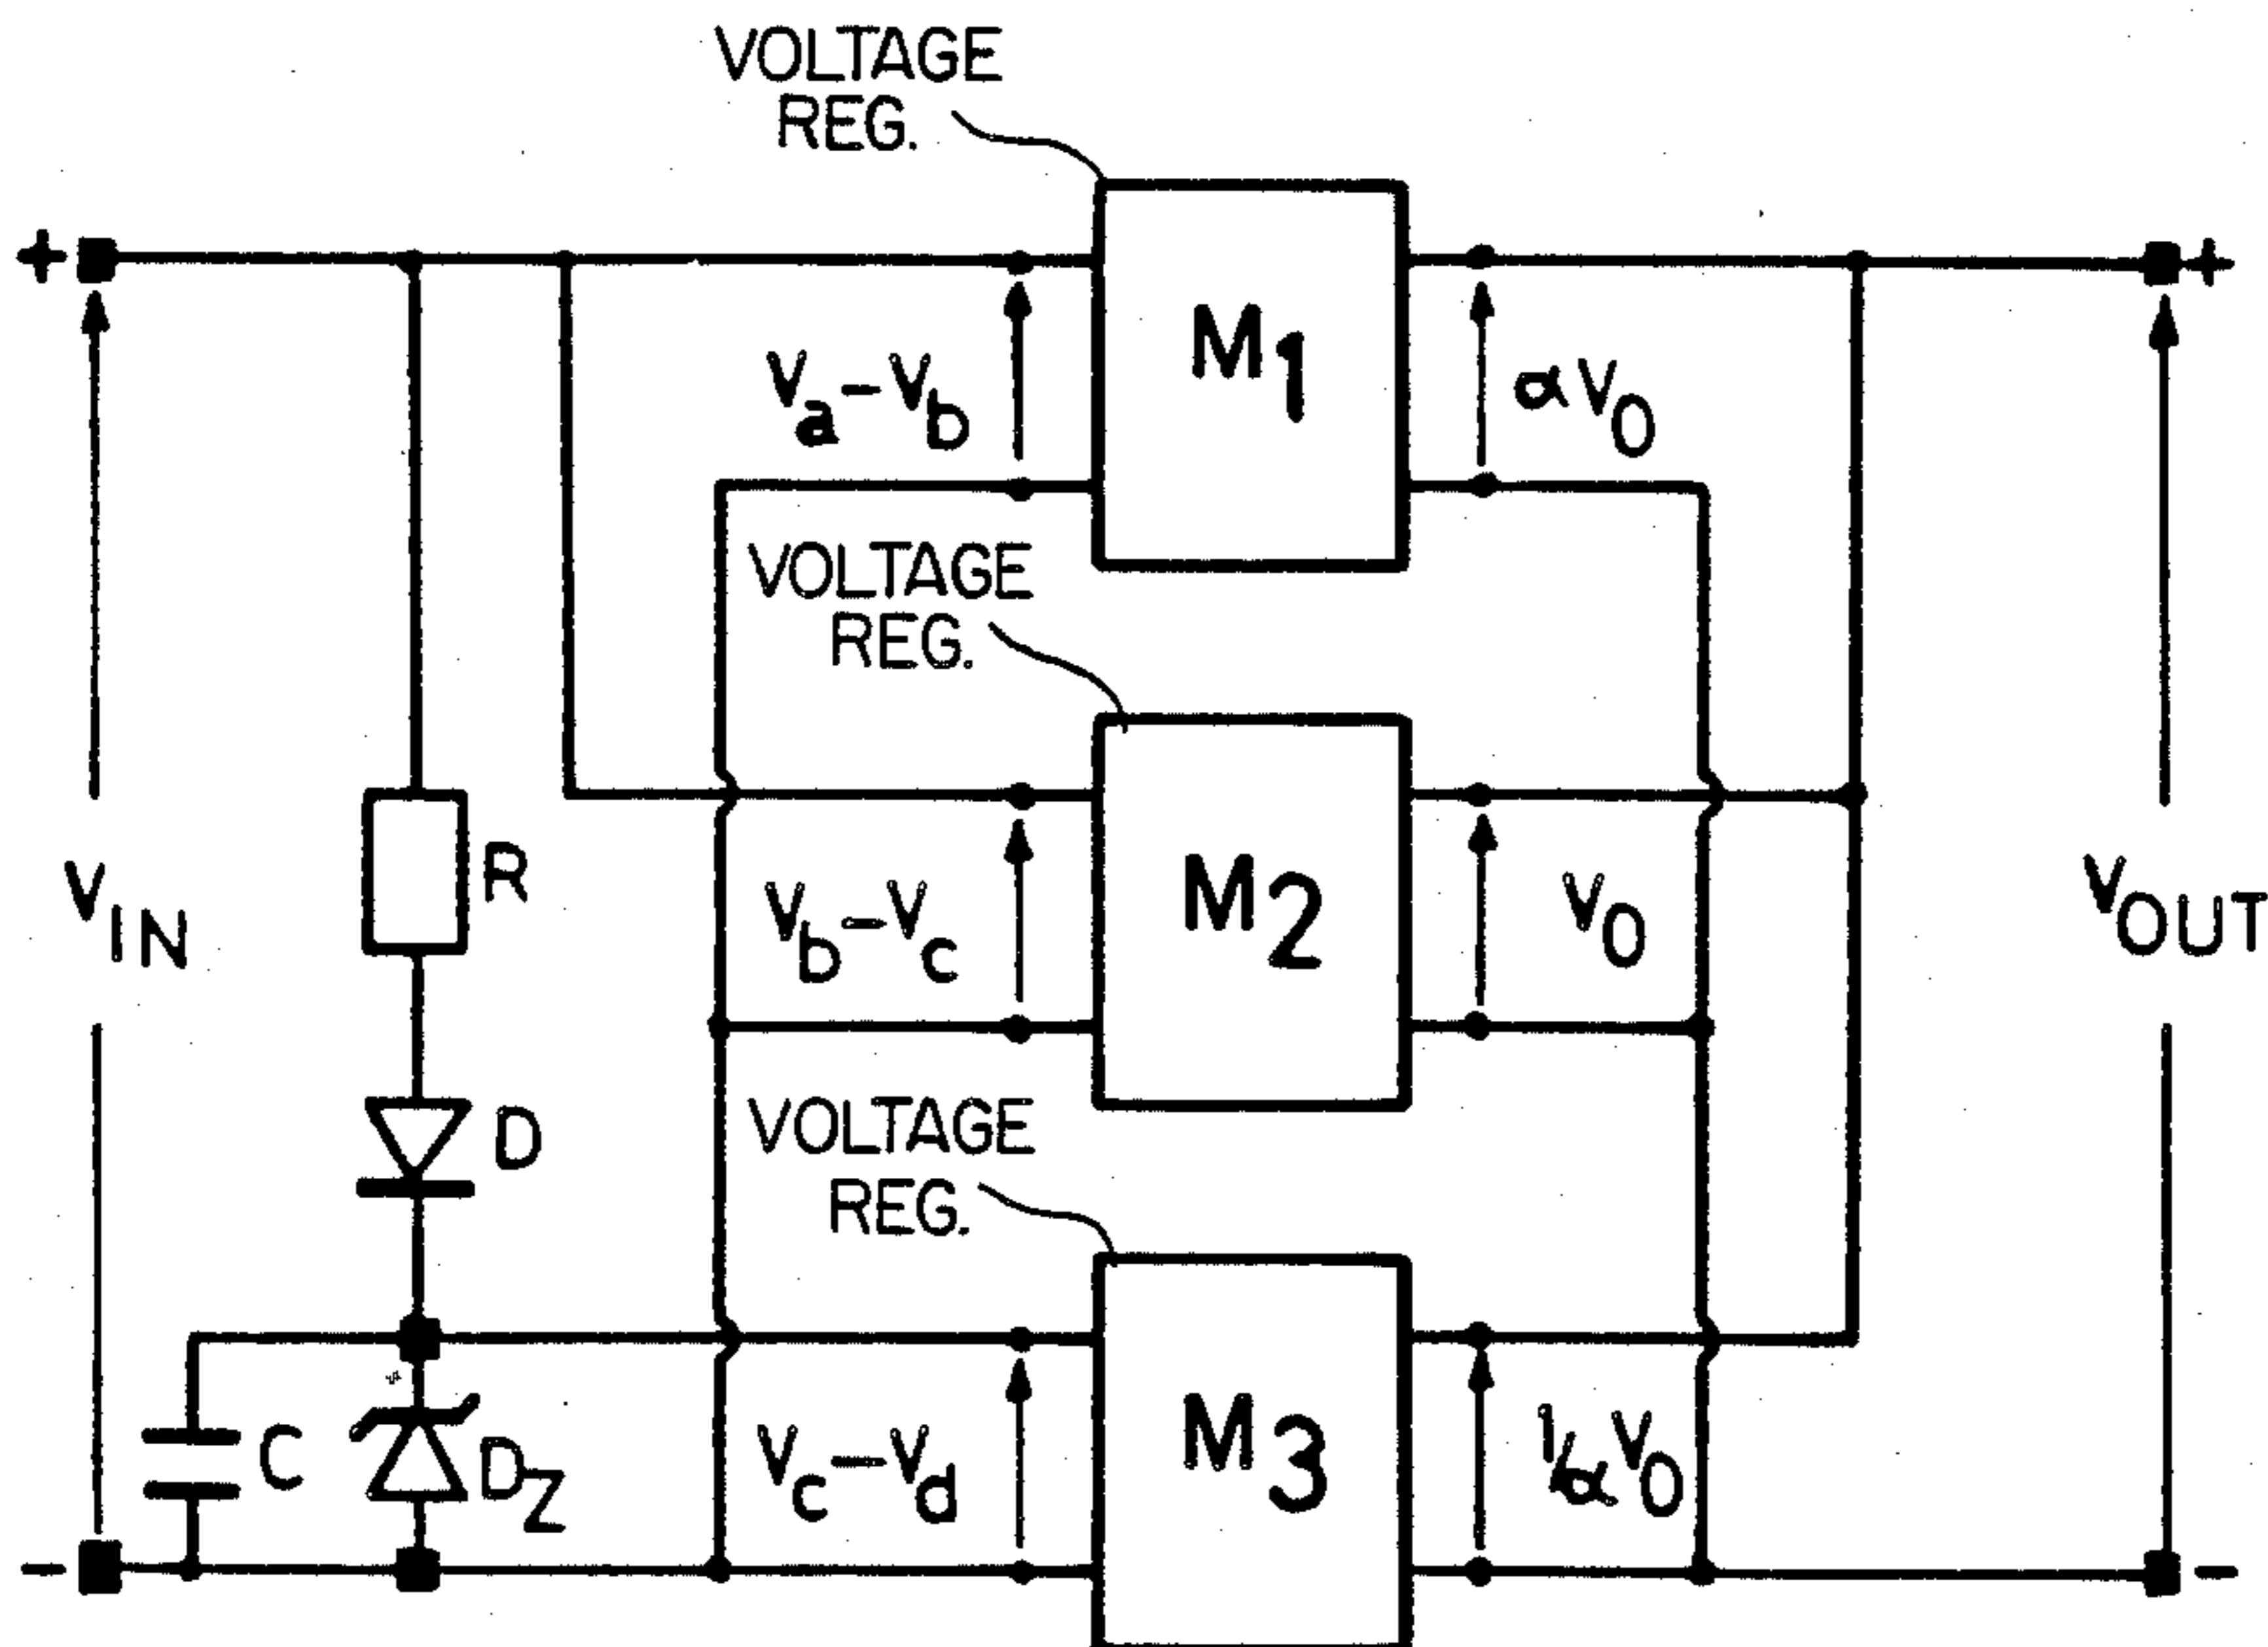 VOLTAGE
REG.
+
+
M1
Va-Vb
αV0
VOLTAGE
REG.
R
VIN
M2
Vb-Vc
V0
VOUT
VOLTAGE
REG.
D
C
DZ
M3
Vc-Vd
1/αV0
-
-